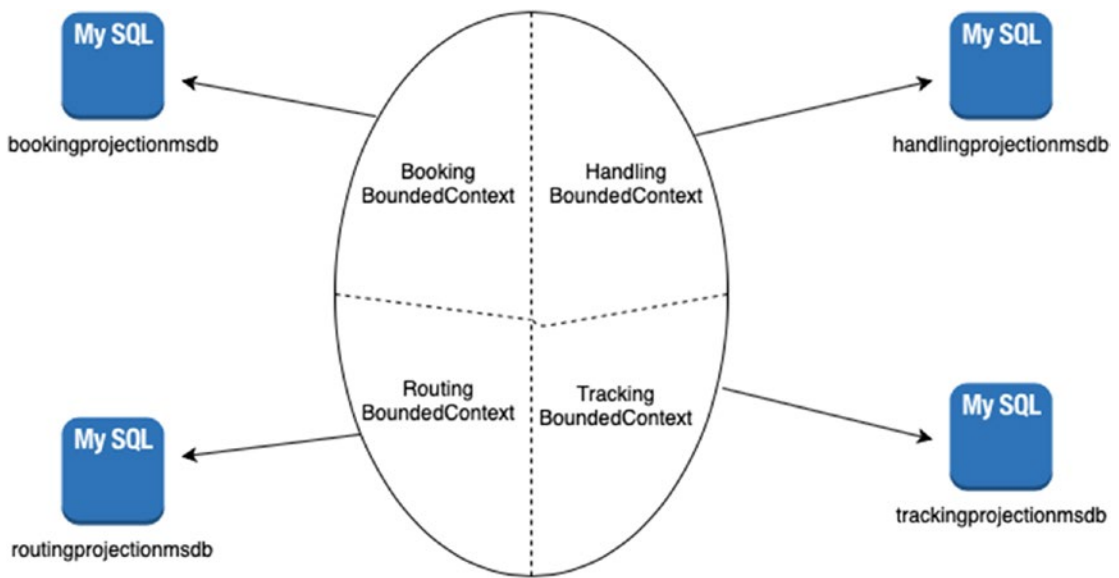 My SQL
bookingprojectionmsdb
My SQL
handlingprojectionmsdb
Booking
BoundedContext
Handling
BoundedContext
Routing
BoundedContext
Tracking
BoundedContext
My SQL
routingprojectionmsdb
My SQL
trackingprojectionmsdb